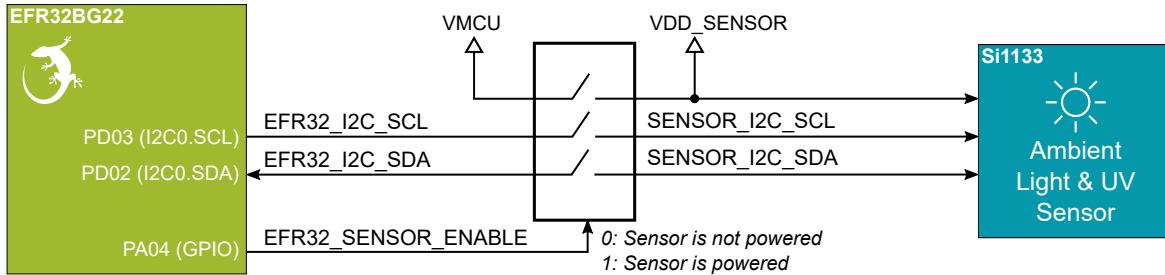 EFR32BG22
VMCU
VDD_SENSOR
Si1133
PD03 (I2C0.SCL)
EFR32_I2C_SCL
SENSOR_I2C_SCL
PD02 (I2C0.SDA)
EFR32_I2C_SDA
SENSOR_I2C_SDA
Ambient
Light & UV
Sensor
PA04 (GPIO)
EFR32_SENSOR_ENABLE
0: Sensor is not powered
1: Sensor is powered